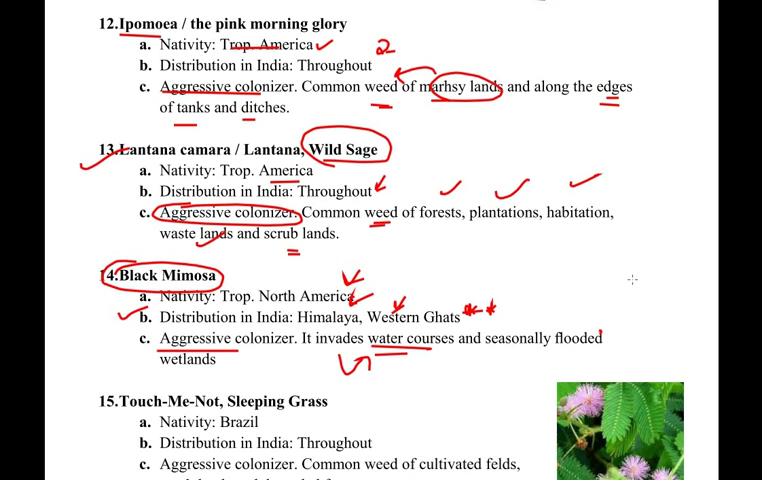 12.Ipomoea / the pink morning glory
a. Nativity: Trop. America
2
b. Distribution in India: Throughout
c. Aggressive colonizer. Common weed of marhsy lands and along the edges
of tanks and ditches.
13.Lantana camara / Lantana, Wild Sage
a. Nativity: Trop. America
b. Distribution in India: Throughout
c. Aggressive colonizer. Common weed of forests, plantations, habitation,
waste lands and scrub lands.
14.Black Mimosa
a. Nativity: Trop. North America
b. Distribution in India: Himalaya, Western Ghats
c. Aggressive colonizer. It invades water courses and seasonally flooded
wetlands
15.Touch-Me-Not, Sleeping Grass
a. Nativity: Brazil
b. Distribution in India: Throughout
c. Aggressive colonizer. Common weed of cultivated felds,